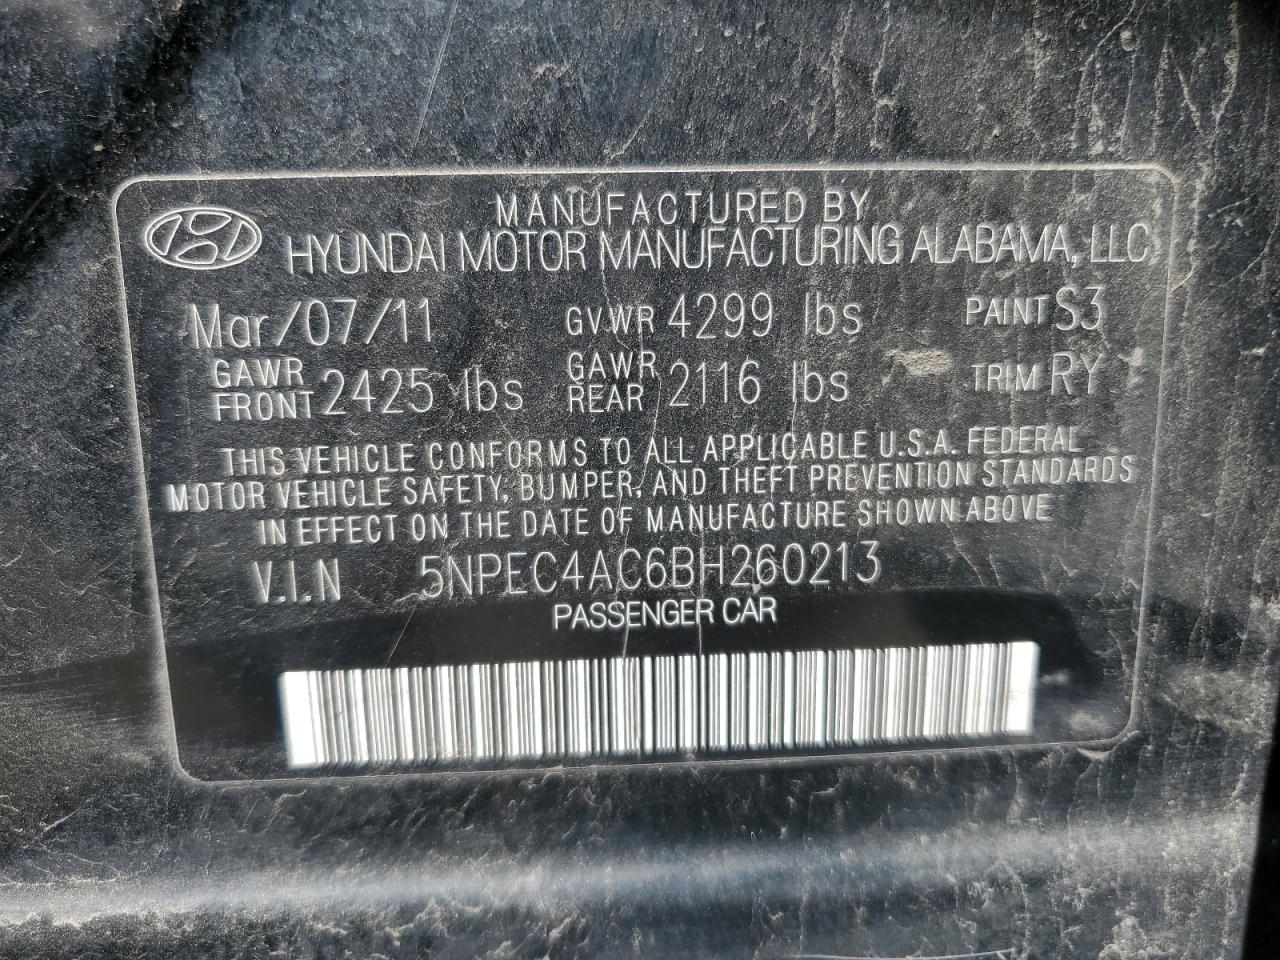 MANUFACTURED BY
HYUNDAI MOTOR MANUFACTURING ALABAMA, LLC
Mar/07/11 GVWR 4299 lbs PAINT S3
GAWR FRONT 2425 lbs GAWR REAR 2116 lbs TRIM RY
THIS VEHICLE CONFORMS TO ALL APPLICABLE U.S.A. FEDERAL
MOTOR VEHICLE SAFETY, BUMPER, AND THEFT PREVENTION STANDARDS
IN EFFECT ON THE DATE OF MANUFACTURE SHOWN ABOVE
V.I.N 5NPEC4AC6BH260213
PASSENGER CAR